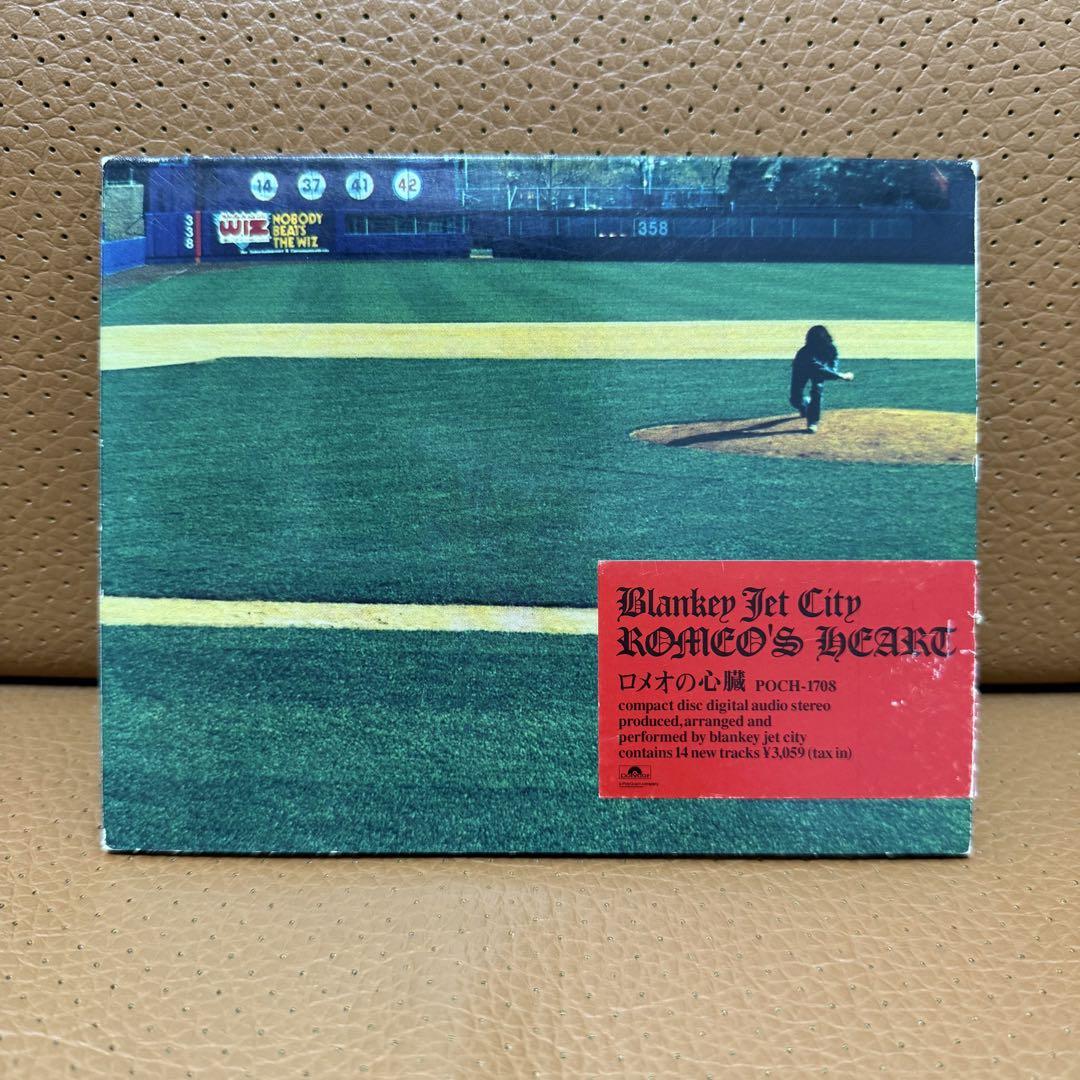 14 37 41 42
338
WIZ
NOBODY
BEATS
THE WIZ
358
Blankey Jet City
ROMEO'S HEART
ロメオの心臓 POCH-1708
compact disc digital audio stereo
produced, arranged and
performed by blankey jet city
contains 14 new tracks ¥3,059 (tax in)